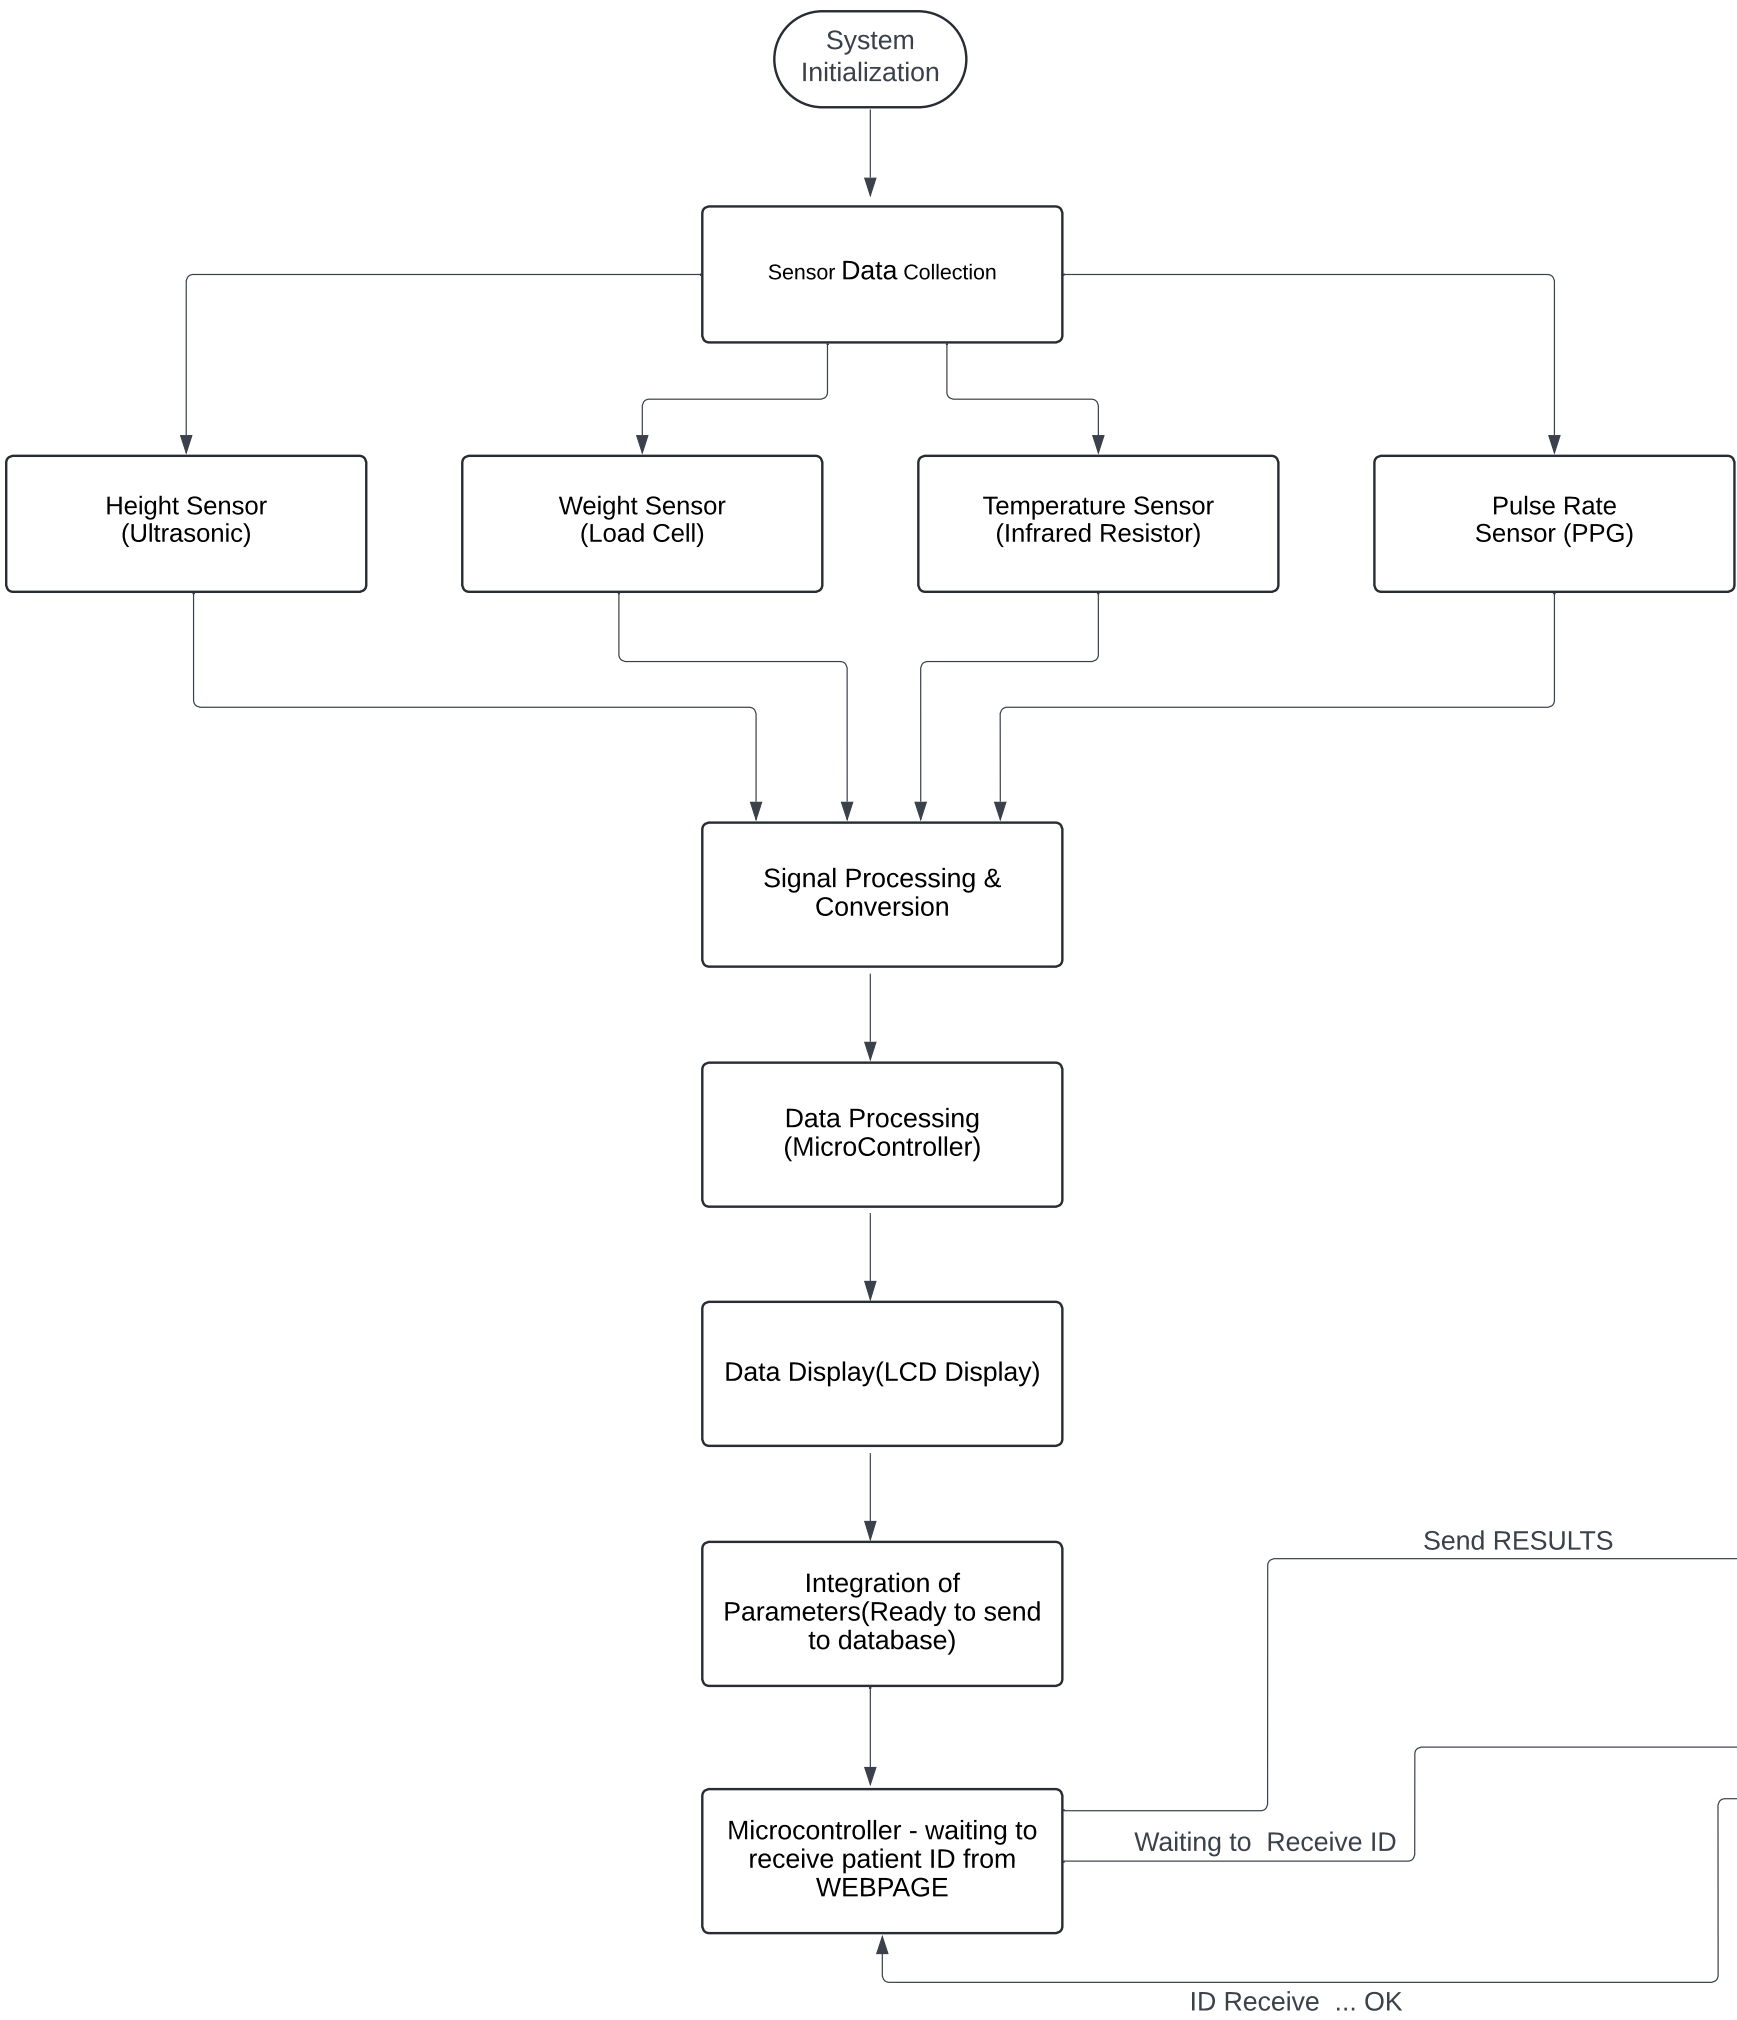 System
Initialization
Sensor Data Collection
Height Sensor
(Ultrasonic)
Weight Sensor
(Load Cell)
Temperature Sensor
(Infrared Resistor)
Pulse Rate
Sensor (PPG)
Signal Processing &
Conversion
Data Processing
(MicroController)
Data Display(LCD Display)
Integration of
Parameters(Ready to send
to database)
Send RESULTS
Microcontroller - waiting to
receive patient ID from
WEBPAGE
Waiting to  Receive ID
ID Receive  ... OK